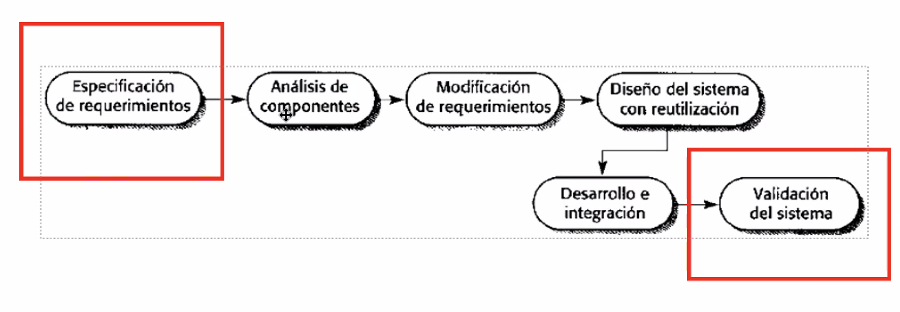 Especificación
de requerimientos
Análisis de
componentes
Modificación
de requerimientos
Diseño del sistema
con reutilización
Desarrollo e
integración
Validación
del sistema